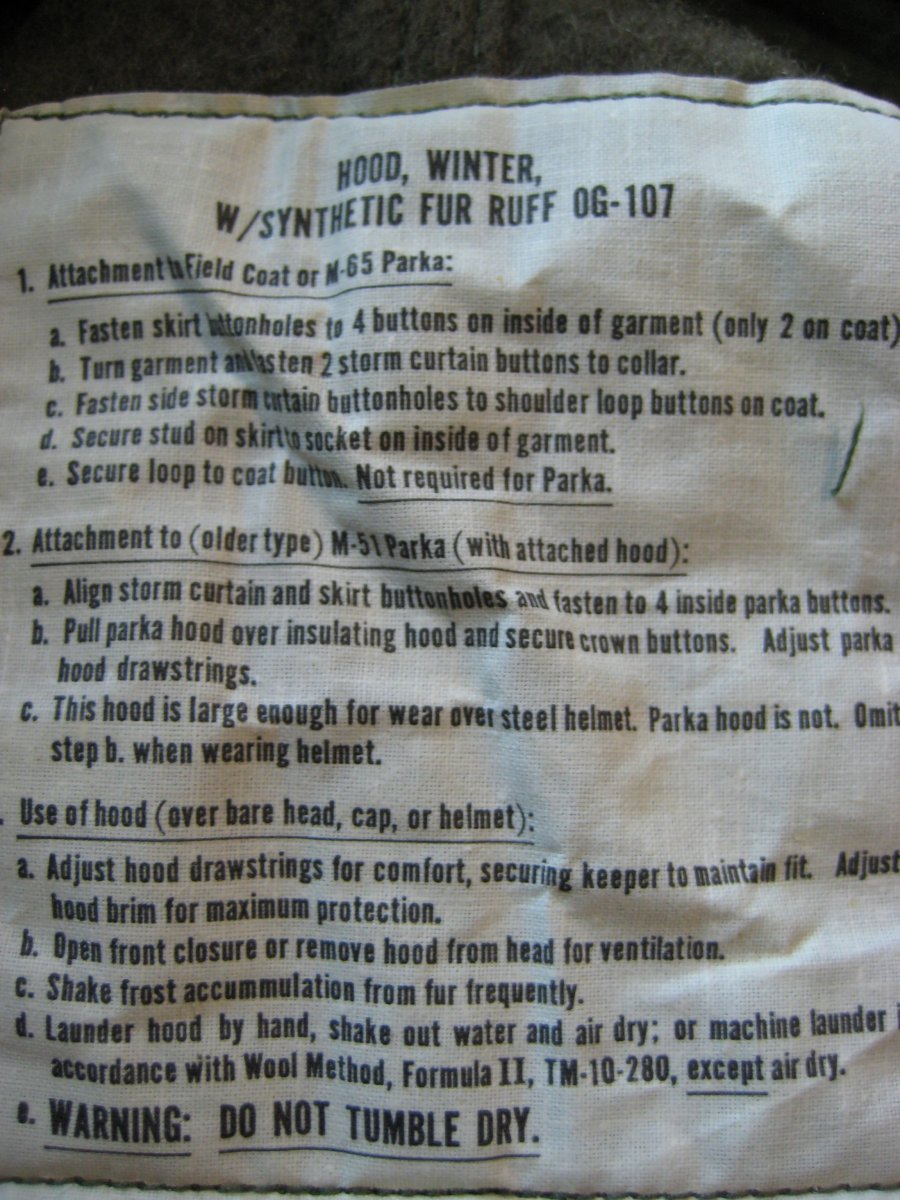 HOOD, WINTER,
W/SYNTHETIC FUR RUFF OG-107
1. Attachment to Field Coat or M-65 Parka:
a. Fasten skirt buttonholes to 4 buttons on inside of garment (only 2 on coat)
b. Turn garment and fasten 2 storm curtain buttons to collar.
c. Fasten side storm curtain buttonholes to shoulder loop buttons on coat.
d. Secure stud on skirt to socket on inside of garment.
e. Secure loop to coat button. Not required for Parka.
2. Attachment to (older type) M-51 Parka (with attached hood):
a. Align storm curtain and skirt buttonholes and fasten to 4 inside parka buttons.
b. Pull parka hood over insulating hood and secure crown buttons. Adjust parka
hood drawstrings.
c. This hood is large enough for wear over steel helmet. Parka hood is not. Omit
step b. when wearing helmet.
. Use of hood (over bare head, cap, or helmet):
a. Adjust hood drawstrings for comfort, securing keeper to maintain fit. Adjust
hood brim for maximum protection.
b. Open front closure or remove hood from head for ventilation.
c. Shake frost accummulation from fur frequently.
d. Launder hood by hand, shake out water and air dry; or machine launder
accordance with Wool Method, Formula II, TM-10-280, except air dry.
e. WARNING: DO NOT TUMBLE DRY.